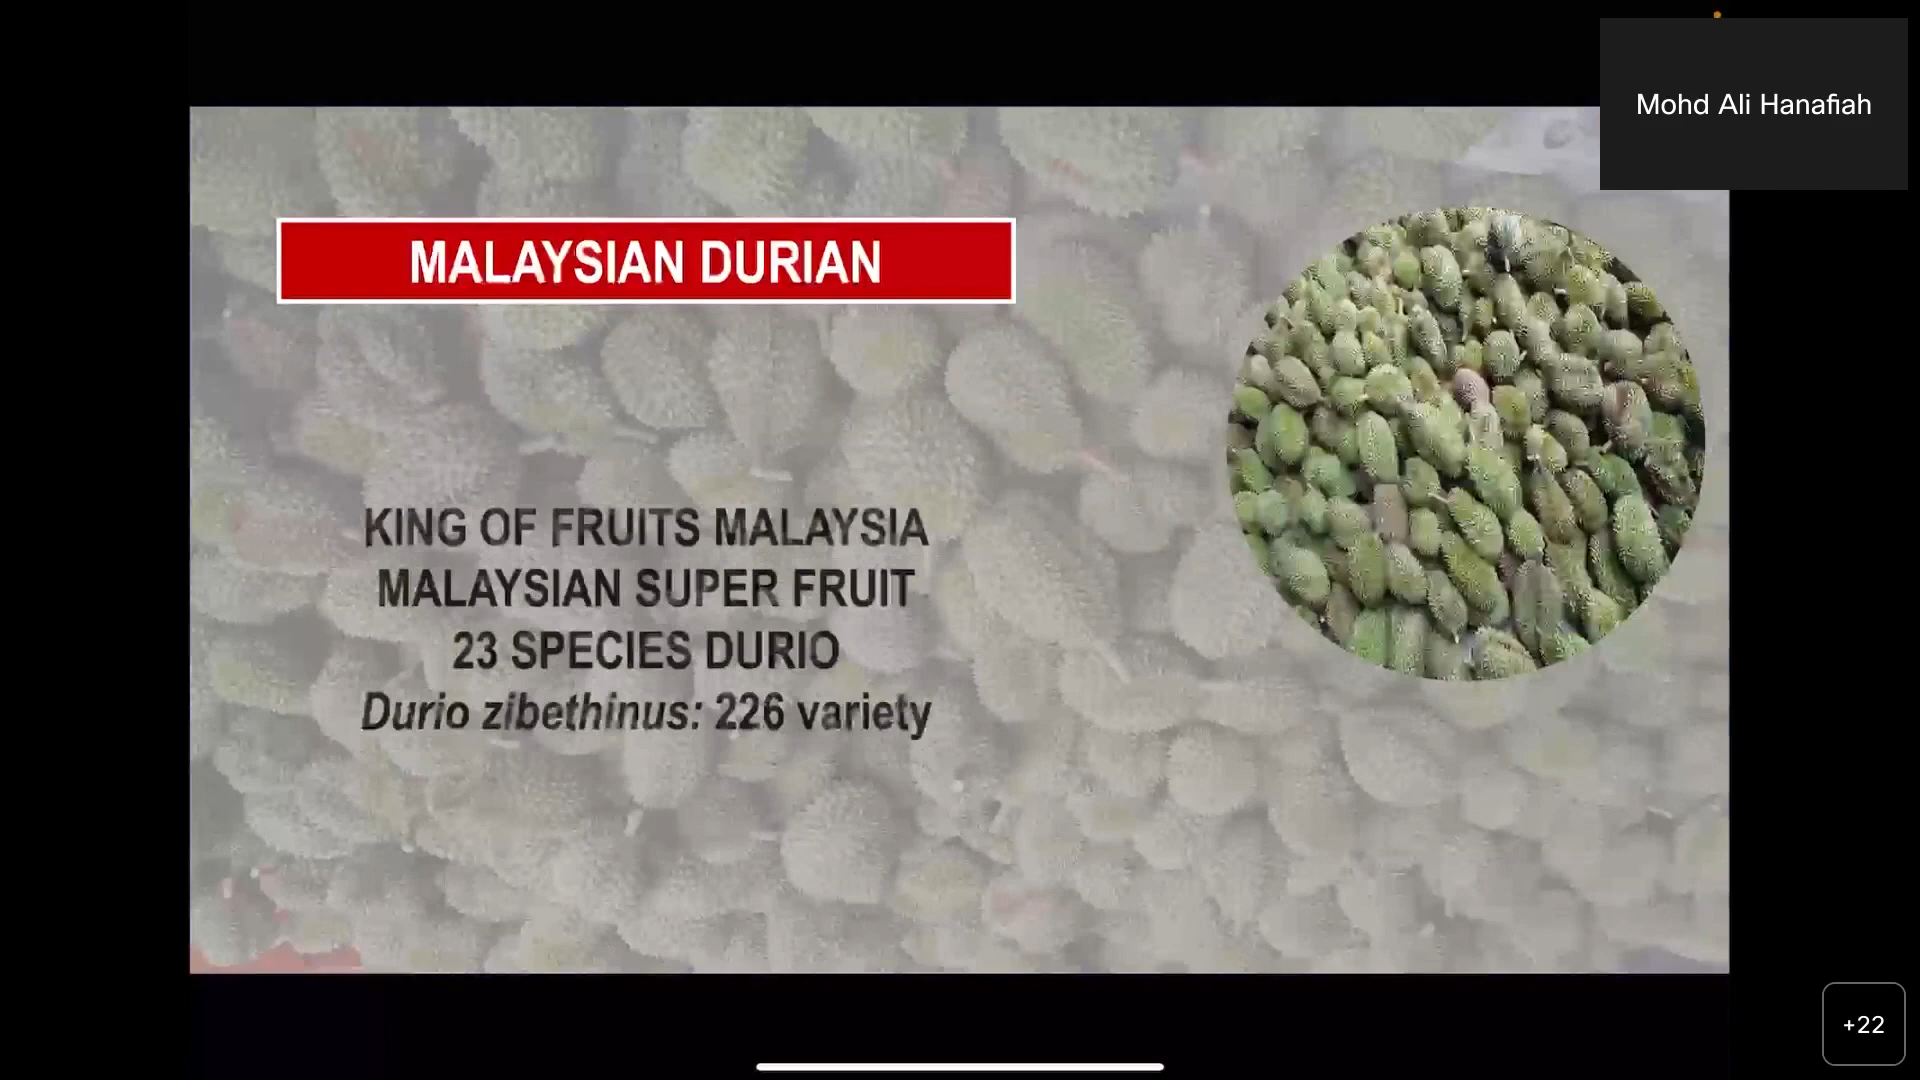 Mohd Ali Hanafiah
MALAYSIAN DURIAN
KING OF FRUITS MALAYSIA
MALAYSIAN SUPER FRUIT
23 SPECIES DURIO
Durio zibethinus: 226 variety
+22